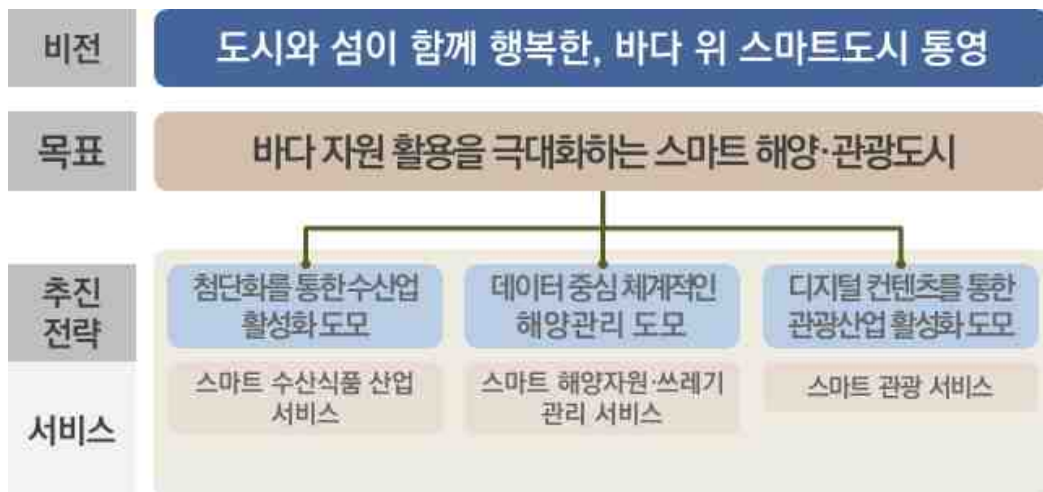 비전
도시와 섬이 함께 행복한, 바다 위 스마트도시 통영
목표
바다 자원 활용을 극대화하는 스마트 해양·관광도시
추진
전략
첨단화를 통한 수산업
활성화 도모
데이터 중심 체계적인
해양관리 도모
디지털 컨텐츠를 통한
관광산업 활성화 도모
서비스
스마트 수산식품 산업
서비스
스마트 해양자원·쓰레기
관리 서비스
스마트 관광 서비스